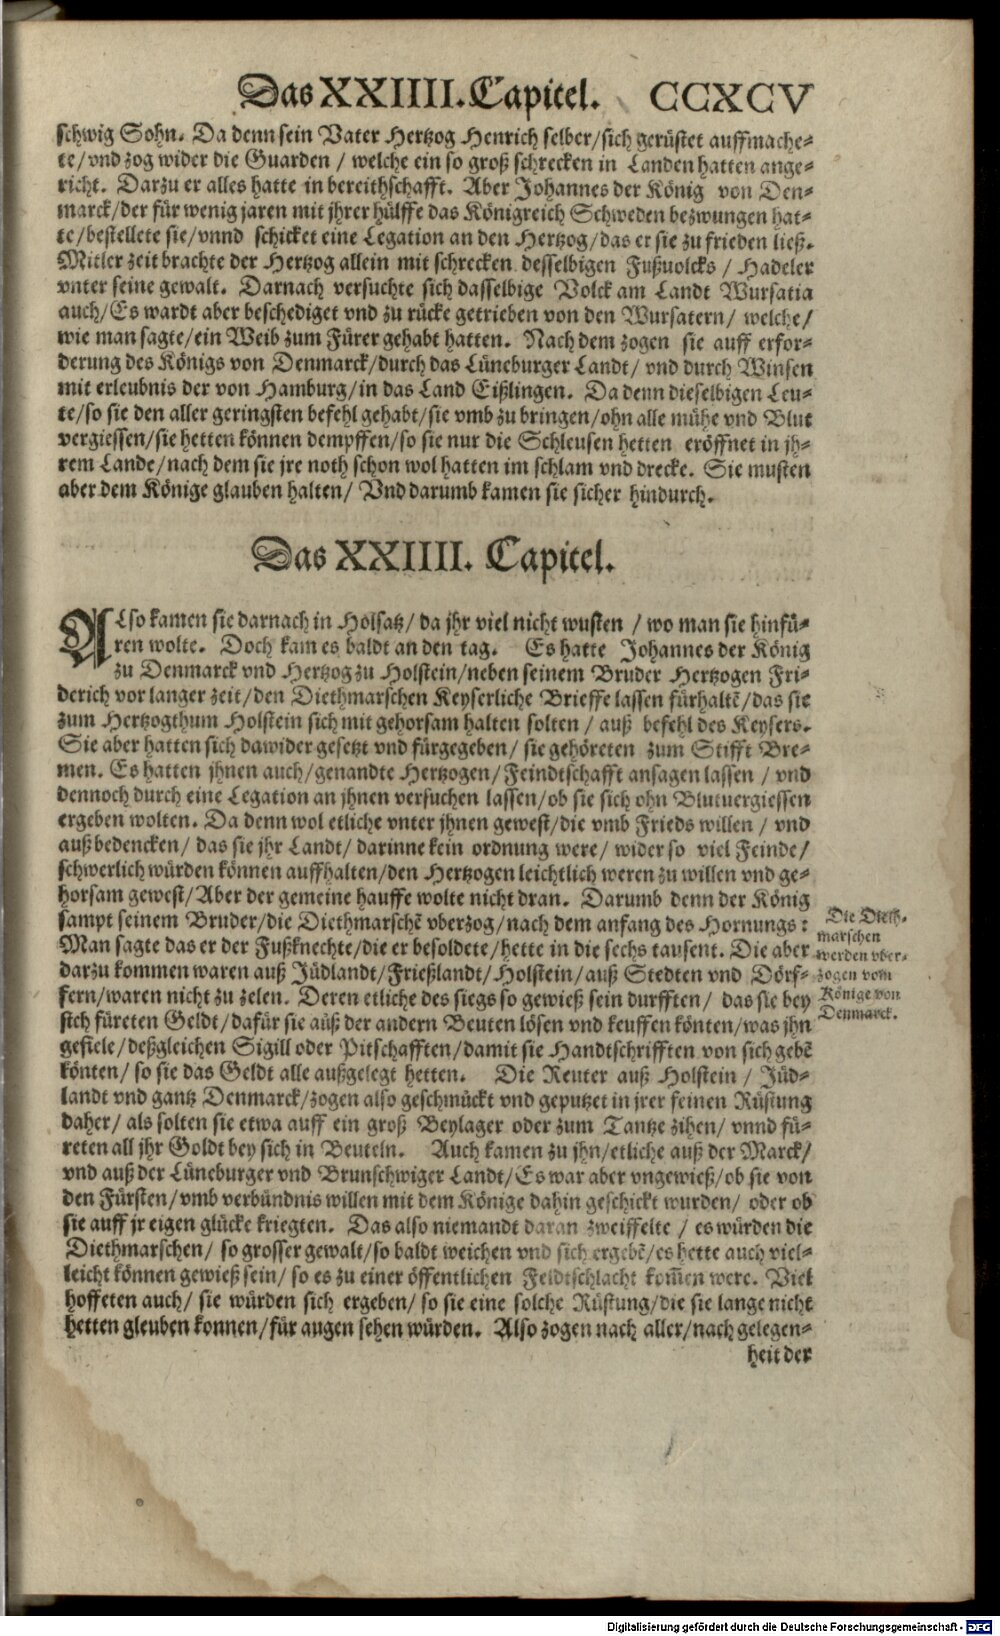 Das XXIIII. Capitel. CCXCV
schwig Sohn. Da denn sein Vater Hertzog Henrich selber/sich gerüstet auffmache-
te/vnd zog wider die Guarden / welche ein so groß schrecken in Landen hatten ange-
richt. Darzu er alles hatte in bereithschafft. Aber Johannes der König von Den-
marck/der für wenig jaren mit jhrer hülffe das Königreich Schweden bezwungen hat-
te/bestellete sie/vnnd schicket eine Legation an den Hertzog/das er sie zu frieden ließ.
Mitler zeit brachte der Hertzog allein mit schrecken desselbigen Fußuolcks / Hadeler
vnter seine gewalt. Darnach versuchte sich dasselbige Volck am Landt Wursatia
auch/Es wardt aber beschediget vnd zu rücke getrieben von den Wursatern/ welche/
wie man sagte/ein Weib zum Fürer gehabt hatten. Nach dem zogen sie auff erfor-
derung des Königs von Denmarck/durch das Lüneburger Landt/ vnd durch Winsen
mit erleubnis der von Hamburg/in das Land Eißlingen. Da denn dieselbigen Leu-
te/so sie den aller geringsten befehl gehabt/sie vmb zu bringen/ohn alle mühe vnd Blut
vergiessen/sie hetten können dempffen/so sie nur die Schleusen hetten eröffnet in jh-
rem Lande/nach dem sie jre noth schon wol hatten im schlam vnd drecke. Sie musten
aber dem Könige glauben halten/ Vnd darumb kamen sie sicher hindurch.
Das XXIIII. Capitel.
Also kamen sie darnach in Holsatz/ da jhr viel nicht wusten / wo man sie hinfü-
ren wolte. Doch kam es baldt an den tag. Es hatte Johannes der König
zu Denmarck vnd Hertzog zu Holstein/neben seinem Bruder Hertzogen Fri-
derich vor langer zeit/den Diethmarschen Keyserliche Brieffe lassen fürhaltē/das sie
zum Hertzogthum Holstein sich mit gehorsam halten solten / auß befehl des Keysers.
Sie aber hatten sich dawider gesetzt vnd fürgegeben/ sie gehöreten zum Stifft Bre-
men. Es hatten jhnen auch/genandte Hertzogen/Feindtschafft ansagen lassen / vnd
dennoch durch eine Legation an jhnen versuchen lassen/ob sie sich ohn Blutuergiessen
ergeben wolten. Da denn wol etliche vnter jhnen gewest/die vmb Frieds willen / vnd
auß bedencken/ das sie jhr Landt/ darinne kein ordnung were/ wider so viel Feinde/
schwerlich würden können auffhalten/den Hertzogen leichtlich weren zu willen vnd ge-
horsam gewest/Aber der gemeine hauffe wolte nicht dran. Darumb denn der König
sampt seinem Bruder/die Diethmarschē vberzog/nach dem anfang des Hornungs:
Man sagte das er der Fußknechte/die er besoldete/hette in die sechs tausent. Die aber
darzu kommen waren auß Jüdlandt/Frießlandt/Holstein/auß Stedten vnd Dörf-
fern/waren nicht zu zelen. Deren etliche des siegs so gewieß sein durfften/ das sie bey
sich füreten Geldt/dafür sie auß der andern Beuten lösen vnd keuffen könten/was jhn
gefiele/deßgleichen Sigill oder Pitschafften/damit sie Handtschrifften von sich gebē
könten/ so sie das Geldt alle außgelegt hetten. Die Reuter auß Holstein / Jüd-
landt vnd gantz Denmarck/zogen also geschmückt vnd geputzet in jrer feinen Rüstung
daher/ als solten sie etwa auff ein groß Beylager oder zum Tantze zihen/ vnnd fü-
reten all jhr Goldt bey sich in Beuteln. Auch kamen zu jhn/etliche auß der Marck/
vnd auß der Lüneburger vnd Brunschwiger Landt/Es war aber vngewieß/ob sie von
den Fürsten/vmb verbündnis willen mit dem Könige dahin geschickt wurden/ oder ob
sie auff jr eigen glücke kriegten. Das also niemandt daran zweiffelte / es würden die
Diethmarschen/ so grosser gewalt/so baldt weichen vnd sich ergebē/es hette auch viel-
leicht können gewieß sein/ so es zu einer öffentlichen Feldtschlacht kom̄en were. Viel
hoffeten auch/ sie würden sich ergeben/ so sie eine solche Rüstung/die sie lange nicht
hetten gleuben konnen/für augen sehen würden. Also zogen nach aller/nach gelegen-
heit der
Die Dieth-
marschen
werden vber-
zogen vom
Könige von
Denmarck.
Digitalisierung gefördert durch die Deutsche Forschungsgemeinschaft - DFG